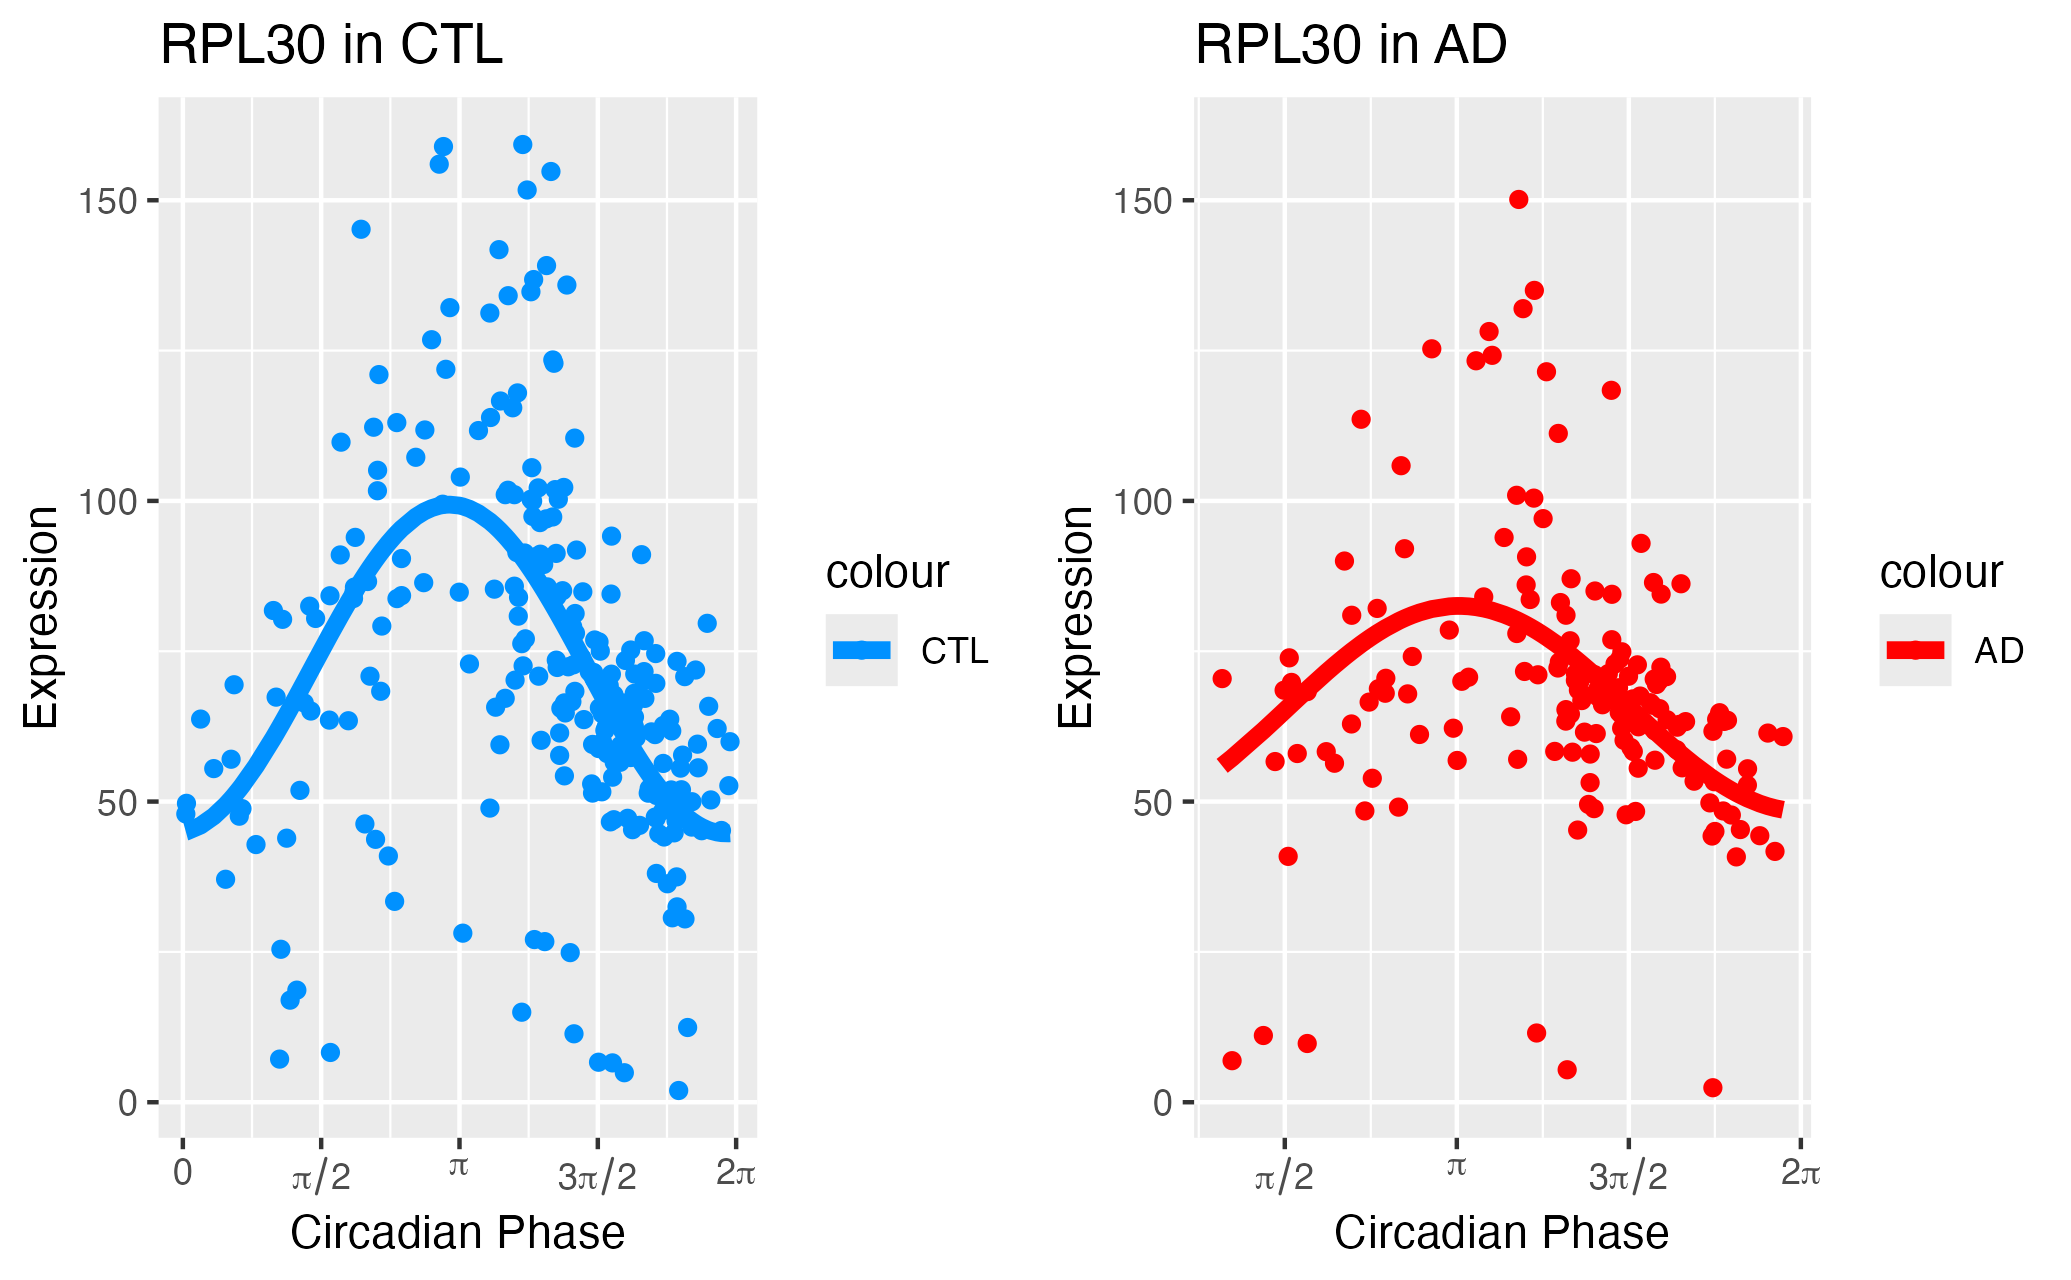 RPL30 in CTL
150
100
50
0
Expression
0 π/2 π 3π/2 2π
Circadian Phase
colour
CTL
RPL30 in AD
150
100
50
0
Expression
π/2 π 3π/2 2π
Circadian Phase
colour
AD